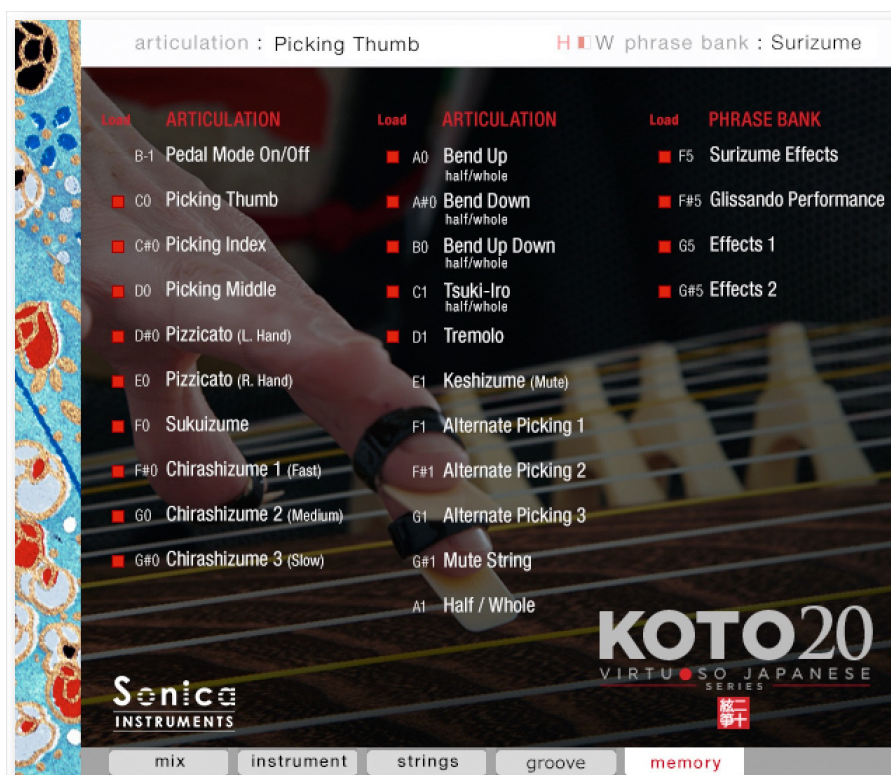 articulation : Picking Thumb
H W phrase bank : Surizume
Load ARTICULATION
B-1 Pedal Mode On/Off
C0 Picking Thumb
C#0 Picking Index
D0 Picking Middle
D#0 Pizzicato (L. Hand)
E0 Pizzicato (R. Hand)
F0 Sukuizume
F#0 Chirashizume 1 (Fast)
G0 Chirashizume 2 (Medium)
G#0 Chirashizume 3 (Slow)
Load ARTICULATION
A0 Bend Up
half/whole
A#0 Bend Down
half/whole
B0 Bend Up Down
half/whole
C1 Tsuki-Iro
half/whole
D1 Tremolo
E1 Keshizume (Mute)
F1 Alternate Picking 1
F#1 Alternate Picking 2
G1 Alternate Picking 3
G#1 Mute String
A1 Half / Whole
Load PHRASE BANK
F5 Surizume Effects
F#5 Glissando Performance
G5 Effects 1
G#5 Effects 2
KOTO20
VIRTUOSO JAPANESE
SERIES
二十
絃箏
Sonica
INSTRUMENTS
mix instrument strings groove memory